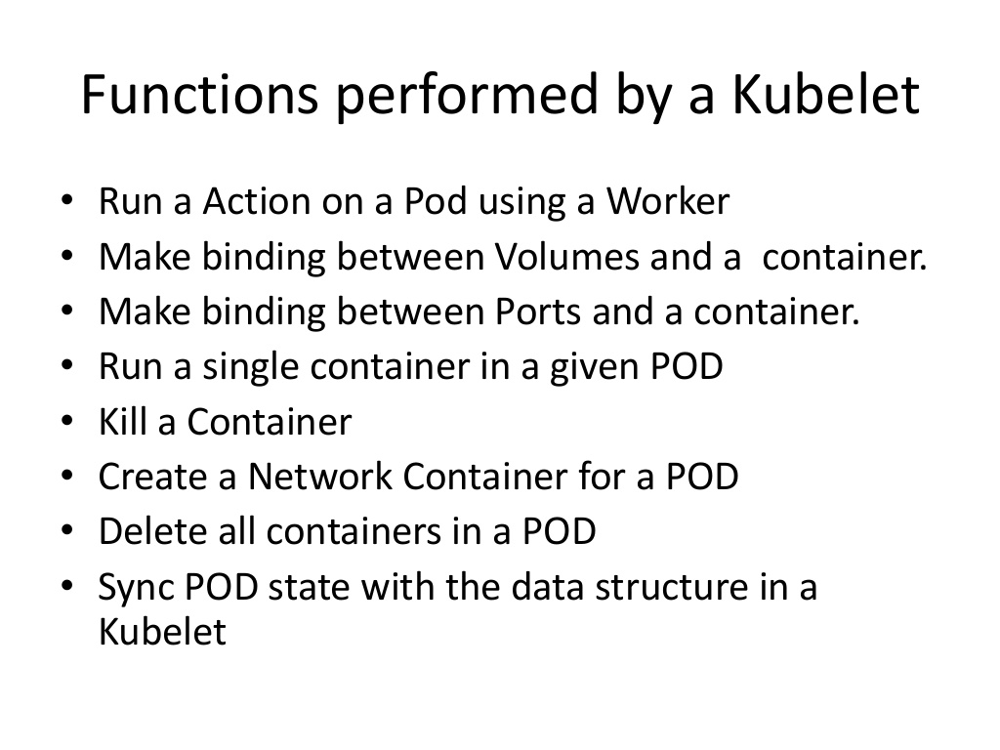 Functions performed by a Kubelet
• Run a Action on a Pod using a Worker
• Make binding between Volumes and a  container.
• Make binding between Ports and a container.
• Run a single container in a given POD
• Kill a Container
• Create a Network Container for a POD
• Delete all containers in a POD
• Sync POD state with the data structure in a
Kubelet